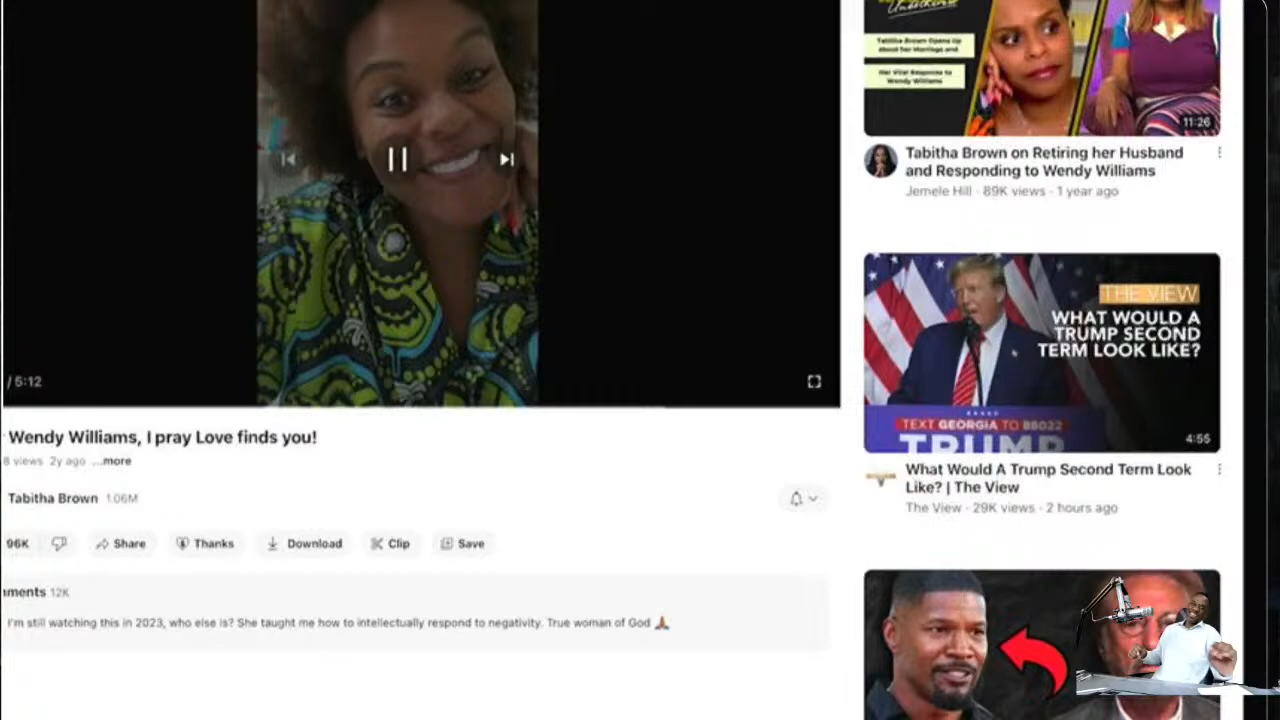 / 5:12
Wendy Williams, I pray Love finds you!
8 views 2y ago ...more
Tabitha Brown 1.06M
96K
Share
Thanks
Download
Clip
Save
ments 12K
I'm still watching this in 2023, who else is? She taught me how to intellectually respond to negativity. True woman of God 🙏🏾
Unbothered
Tabitha Brown Opens Up
about her Marriage and
Her Viral Response to
Wendy Williams
11:26
Tabitha Brown on Retiring her Husband
and Responding to Wendy Williams
Jemele Hill · 89K views · 1 year ago
THE VIEW
WHAT WOULD A
TRUMP SECOND
TERM LOOK LIKE?
TEXT GEORGIA TO 88022
TRUMP
4:55
What Would A Trump Second Term Look
Like? | The View
The View · 29K views · 2 hours ago